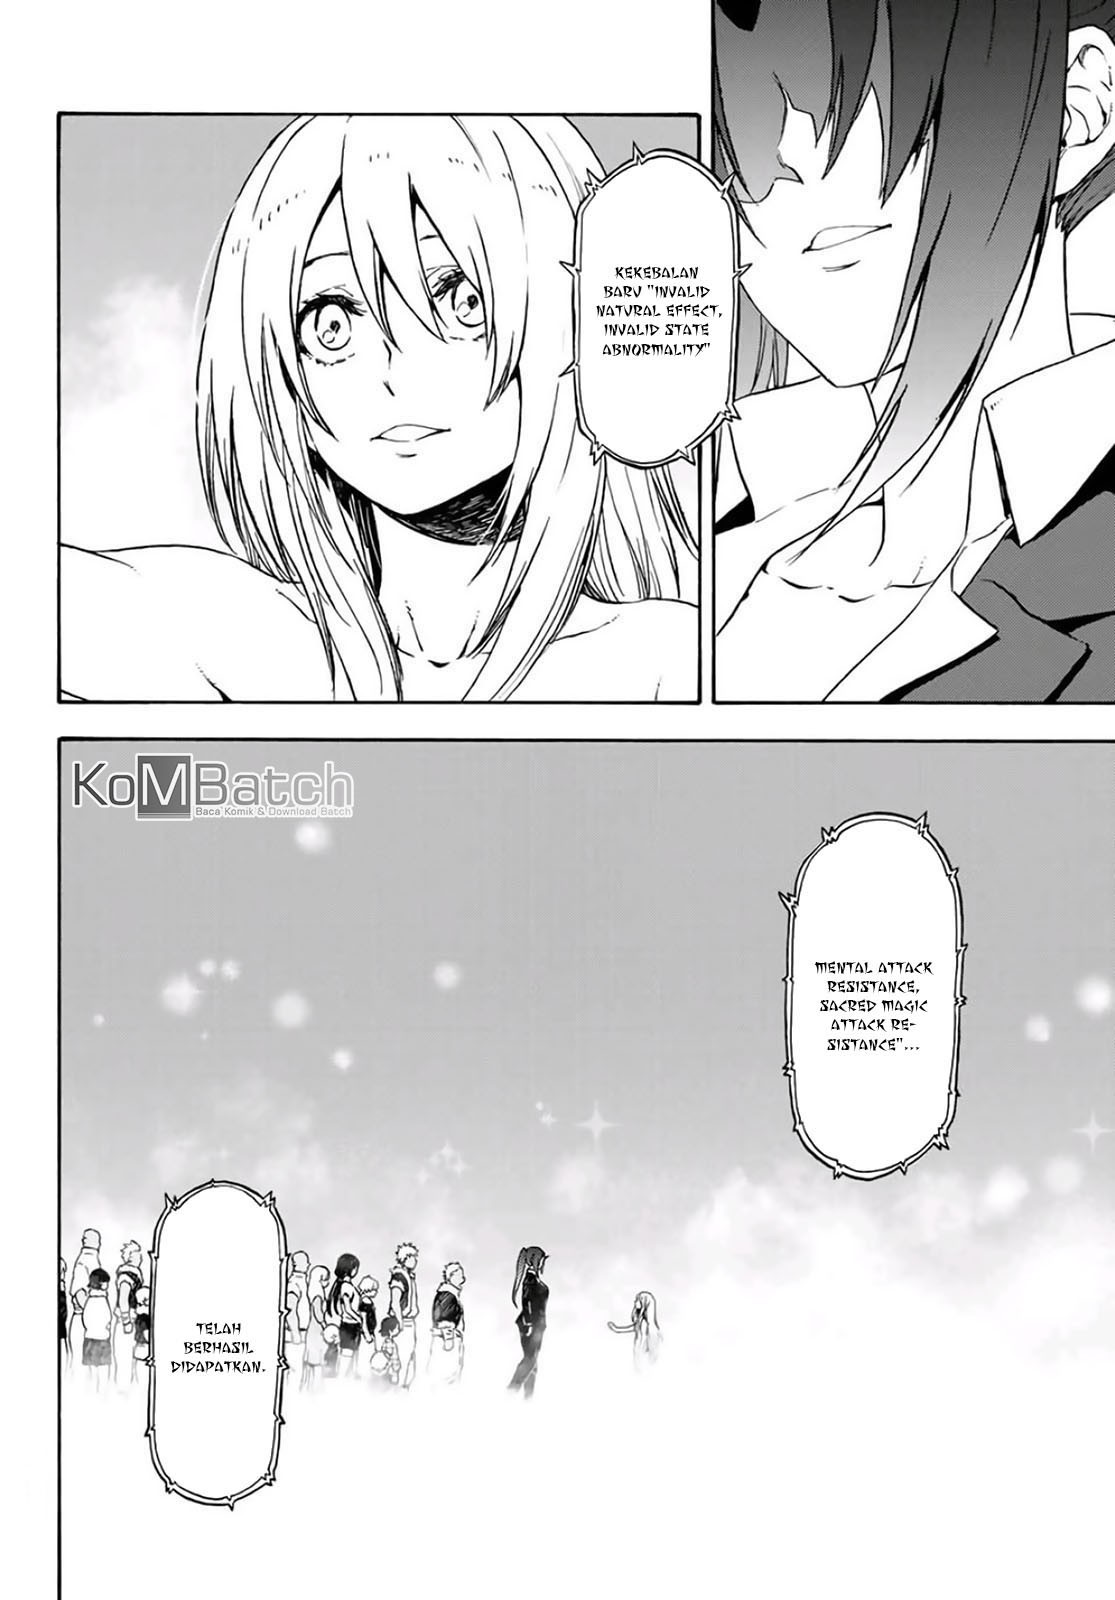 KEKEBALAN
BARU "INVALID
NATURAL EFFECT,
INVALID STATE
ABNORMALITY"
KoMBatch
Baca Komik & Download Batch
MENTAL ATTACK
RESISTANCE,
SACRED MAGIC
ATTACK RE-
SISTANCE"...
TELAH
BERHASIL
DIDAPATKAN.